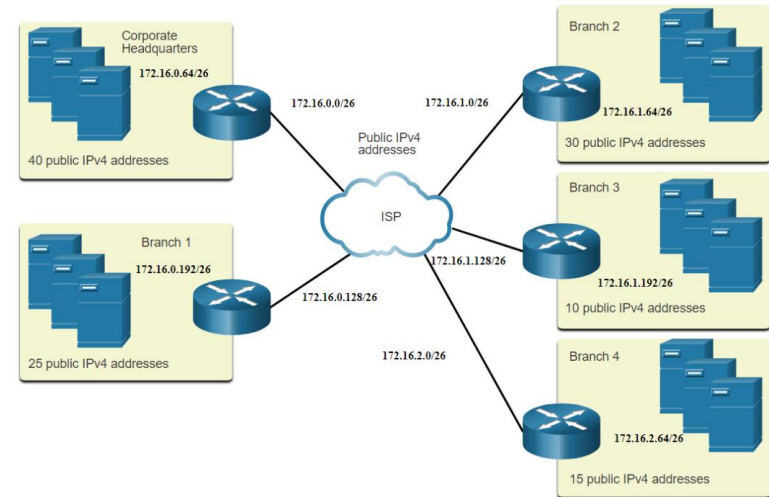 Corporate
Headquarters
172.16.0.64/26
40 public IPv4 addresses
172.16.0.0/26
Branch 1
172.16.0.192/26
25 public IPv4 addresses
172.16.0.128/26
Public IPv4
addresses
ISP
172.16.1.0/26
Branch 2
172.16.1.64/26
30 public IPv4 addresses
172.16.1.128/26
Branch 3
172.16.1.192/26
10 public IPv4 addresses
172.16.2.0/26
Branch 4
172.16.2.64/26
15 public IPv4 addresses